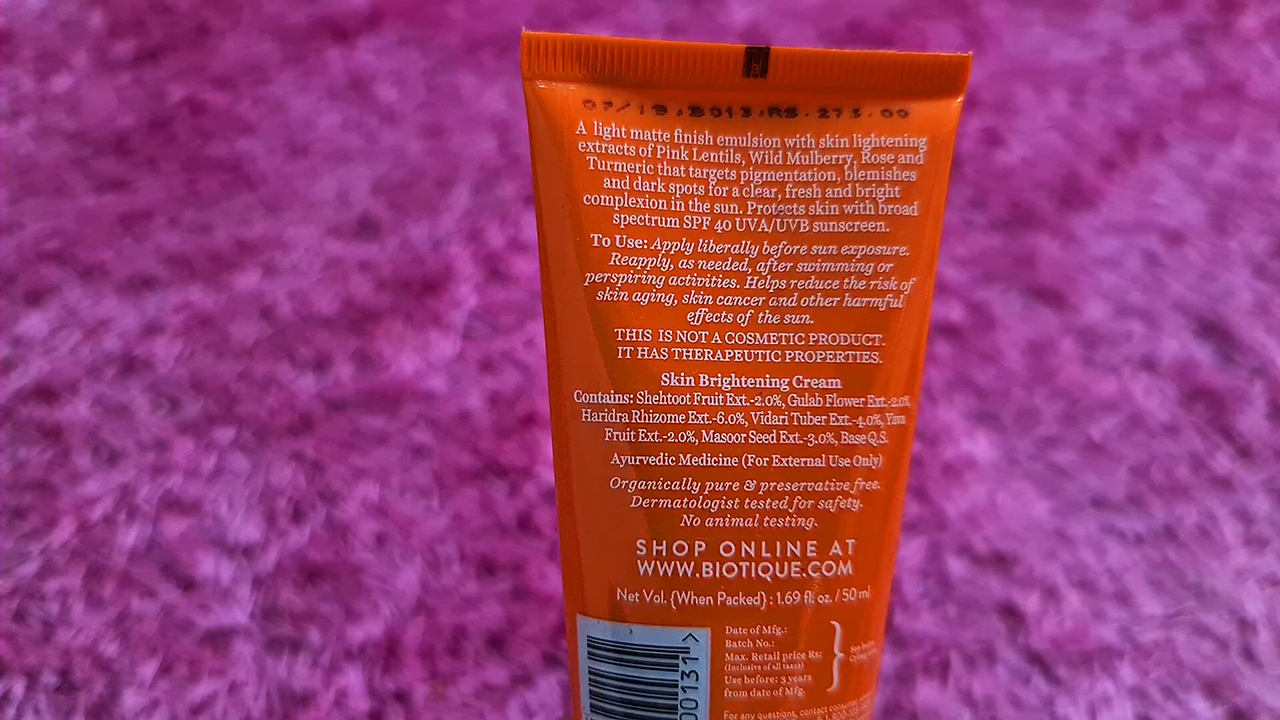 07/19.B013.RS.275.00
A light matte finish emulsion with skin lightening
extracts of Pink Lentils, Wild Mulberry, Rose and
Turmeric that targets pigmentation, blemishes
and dark spots for a clear, fresh and bright
complexion in the sun. Protects skin with broad
spectrum SPF 40 UVA/UVB sunscreen.
To Use: Apply liberally before sun exposure.
Reapply, as needed, after swimming or
perspiring activities. Helps reduce the risk of
skin aging, skin cancer and other harmful
effects of the sun.
THIS IS NOT A COSMETIC PRODUCT.
IT HAS THERAPEUTIC PROPERTIES.
Skin Brightening Cream
Contains: Shehtoot Fruit Ext.-2.0%, Gulab Flower Ext.-2.0%,
Haridra Rhizome Ext.-6.0%, Vidari Tuber Ext.-4.0%, Yava
Fruit Ext.-2.0%, Masoor Seed Ext.-3.0%, Base Q.S.
Ayurvedic Medicine (For External Use Only)
Organically pure & preservative free.
Dermatologist tested for safety.
No animal testing.
SHOP ONLINE AT
WWW.BIOTIQUE.COM
Net Vol. {When Packed} : 1.69 fl. oz. / 50 ml
Date of Mfg.:
Batch No.:
Max. Retail price Rs:
(Inclusive of all taxes)
Use before: 3 years
from date of Mfg.
00131
For any questions, contact